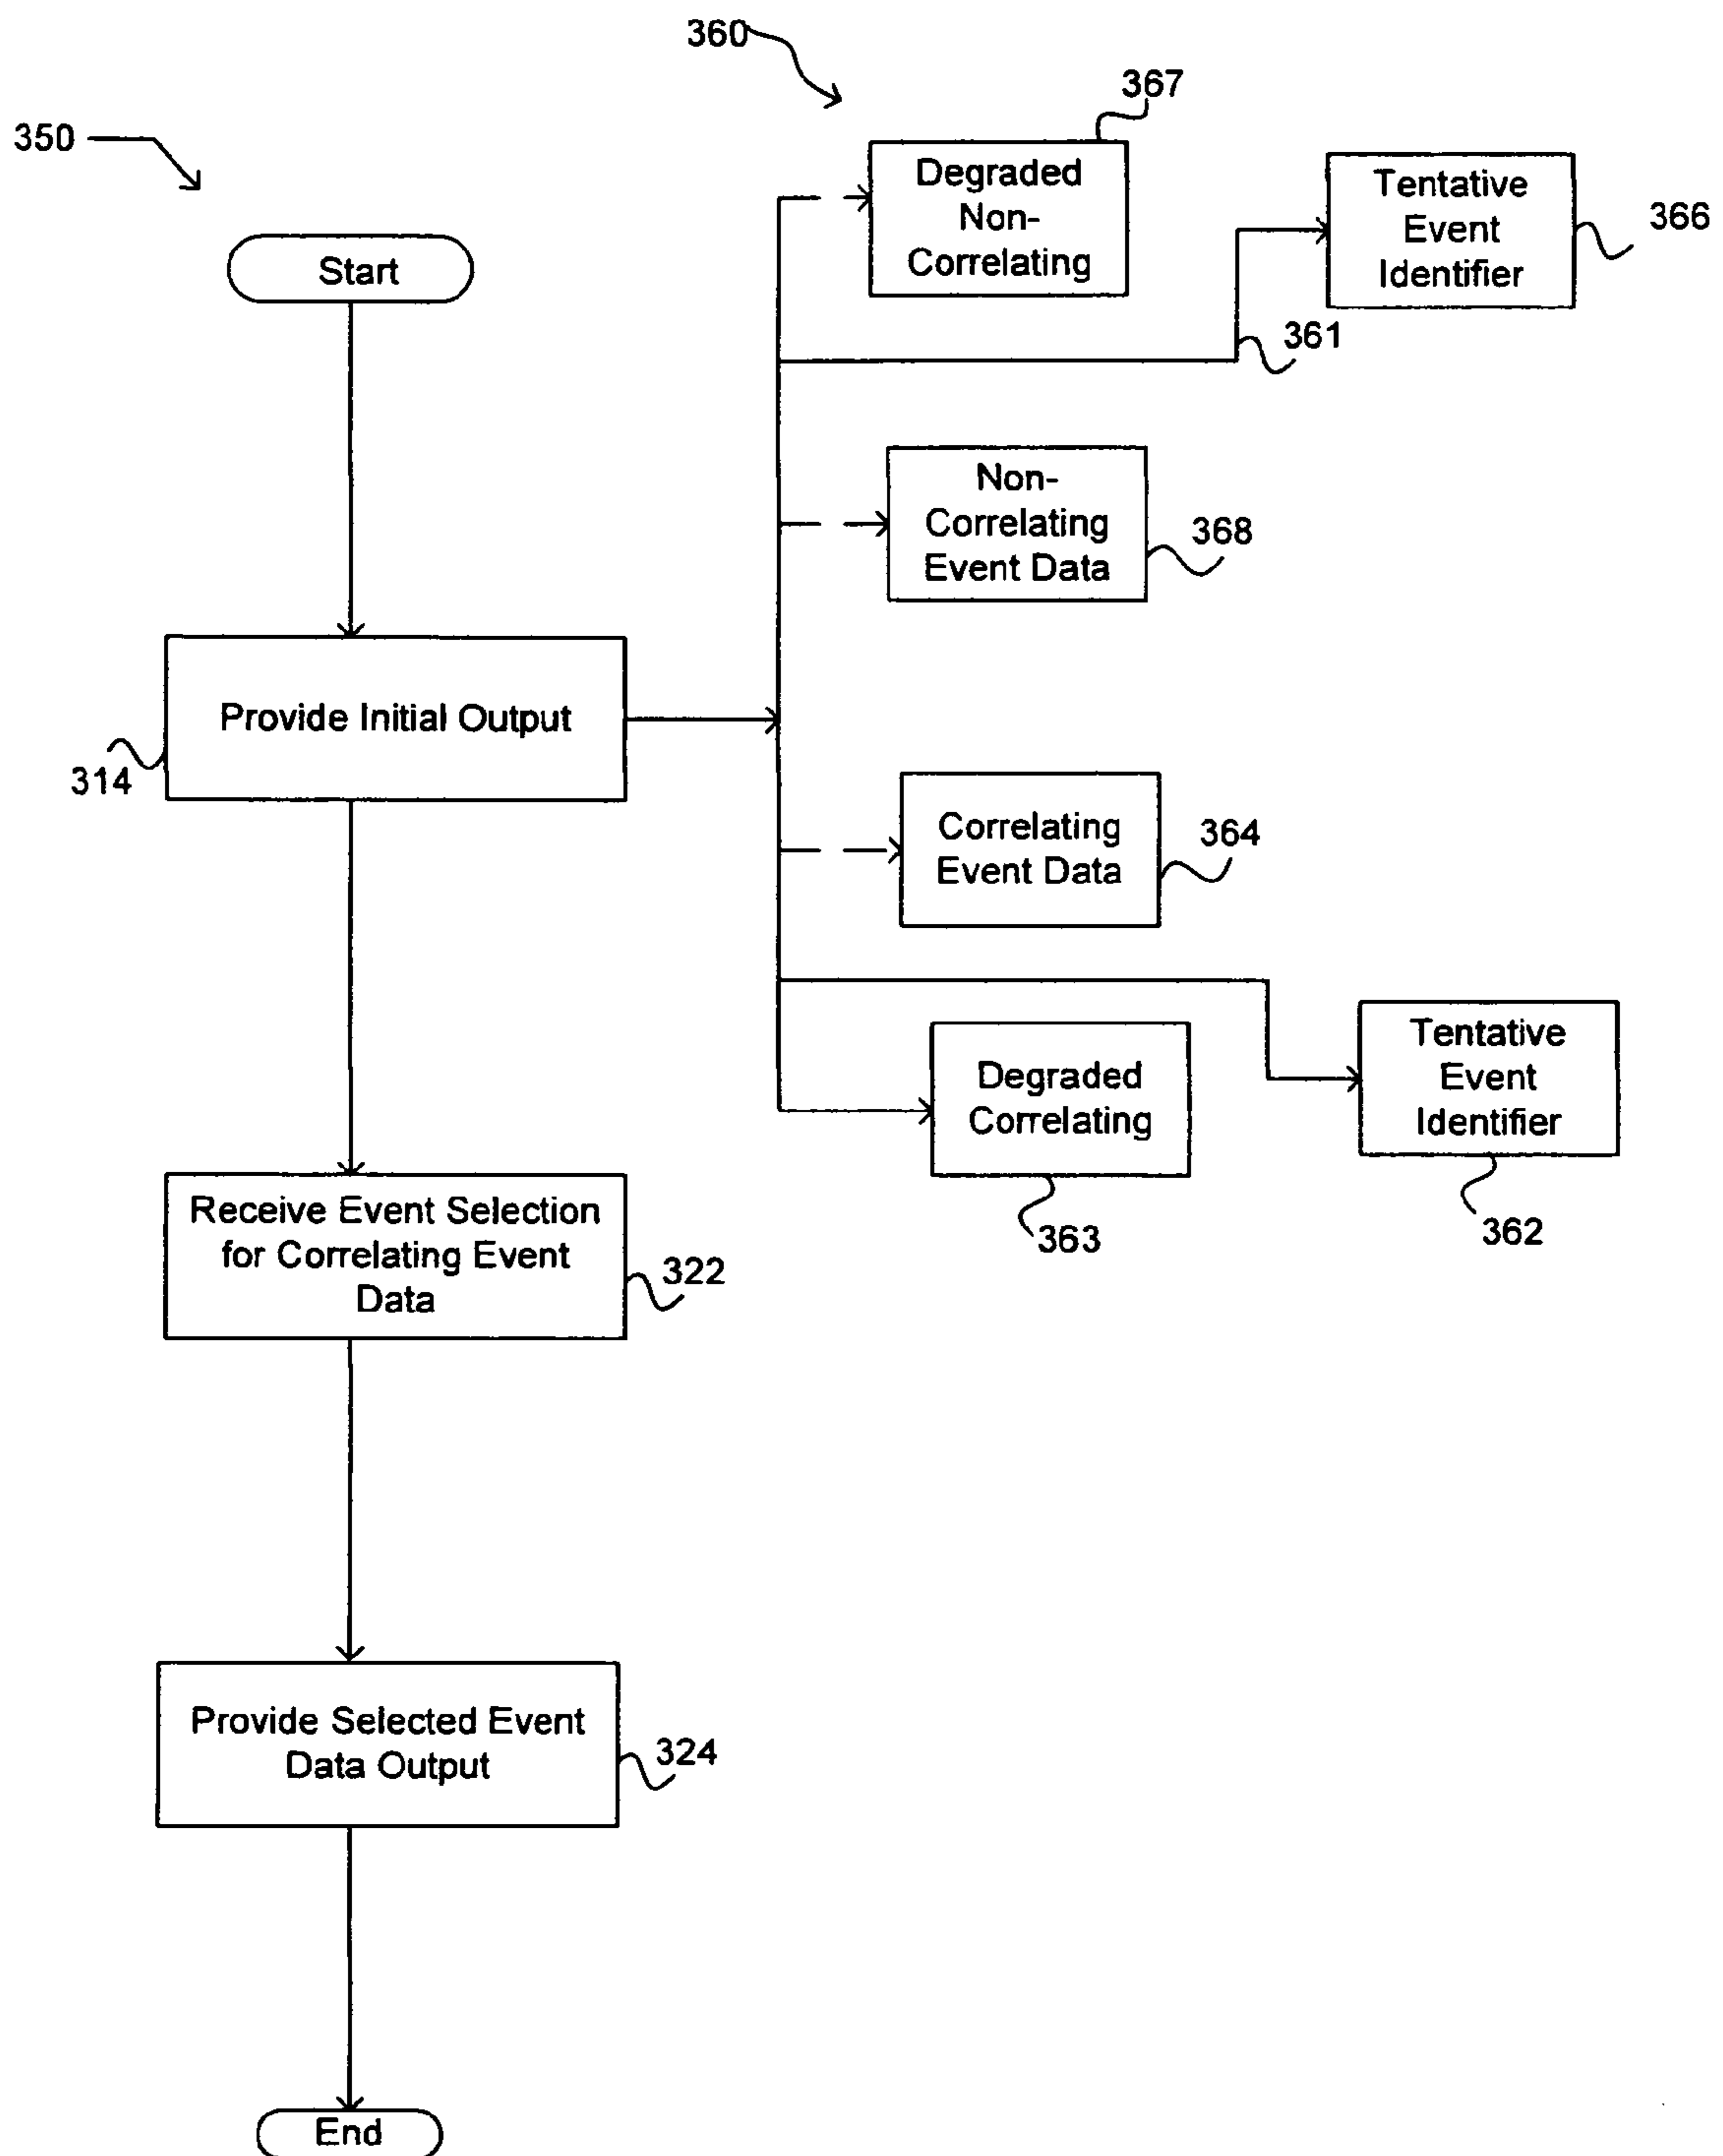 360
367
350
Degraded
Non-
Correlating
Tentative
Event
Identifier
366
Start
361
Non-
Correlating
Event Data
368
Provide Initial Output
314
Correlating
Event Data
364
Degraded
Correlating
363
Tentative
Event
Identifier
362
Receive Event Selection
for Correlating Event
Data
322
Provide Selected Event
Data Output
324
End